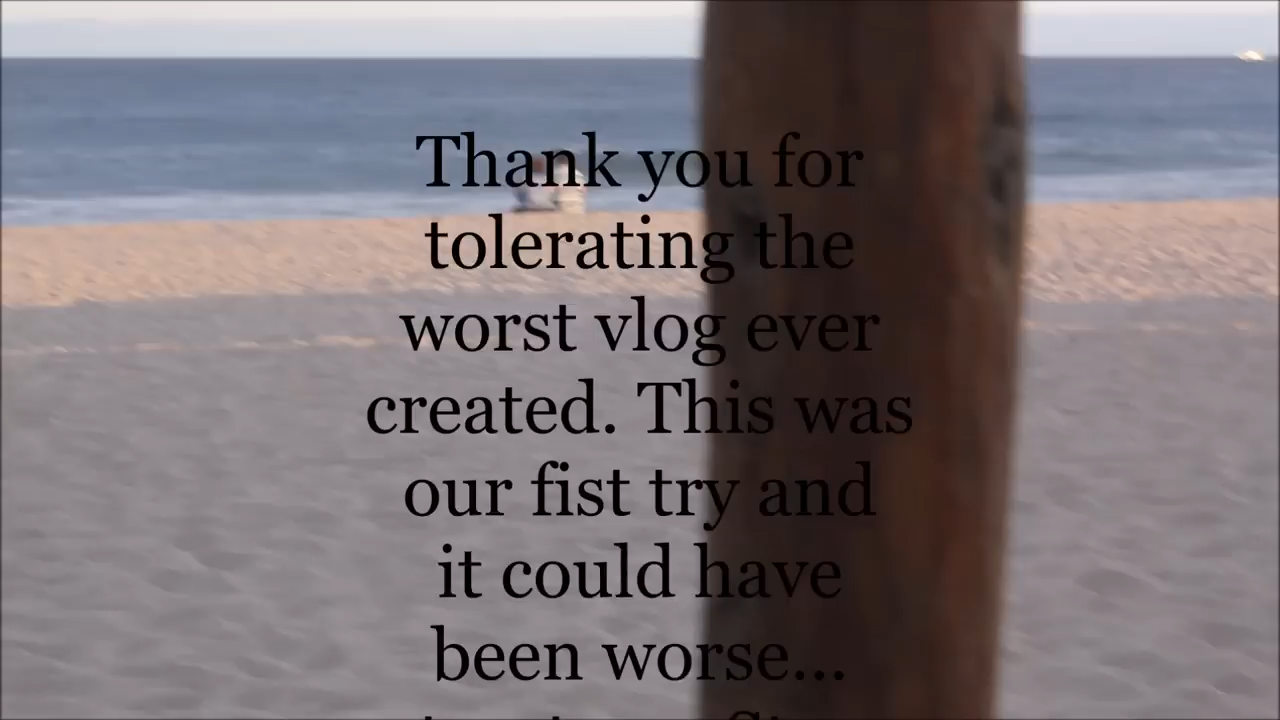 Thank you for
tolerating the
worst vlog ever
created. This was
our fist try and
it could have
been worse...